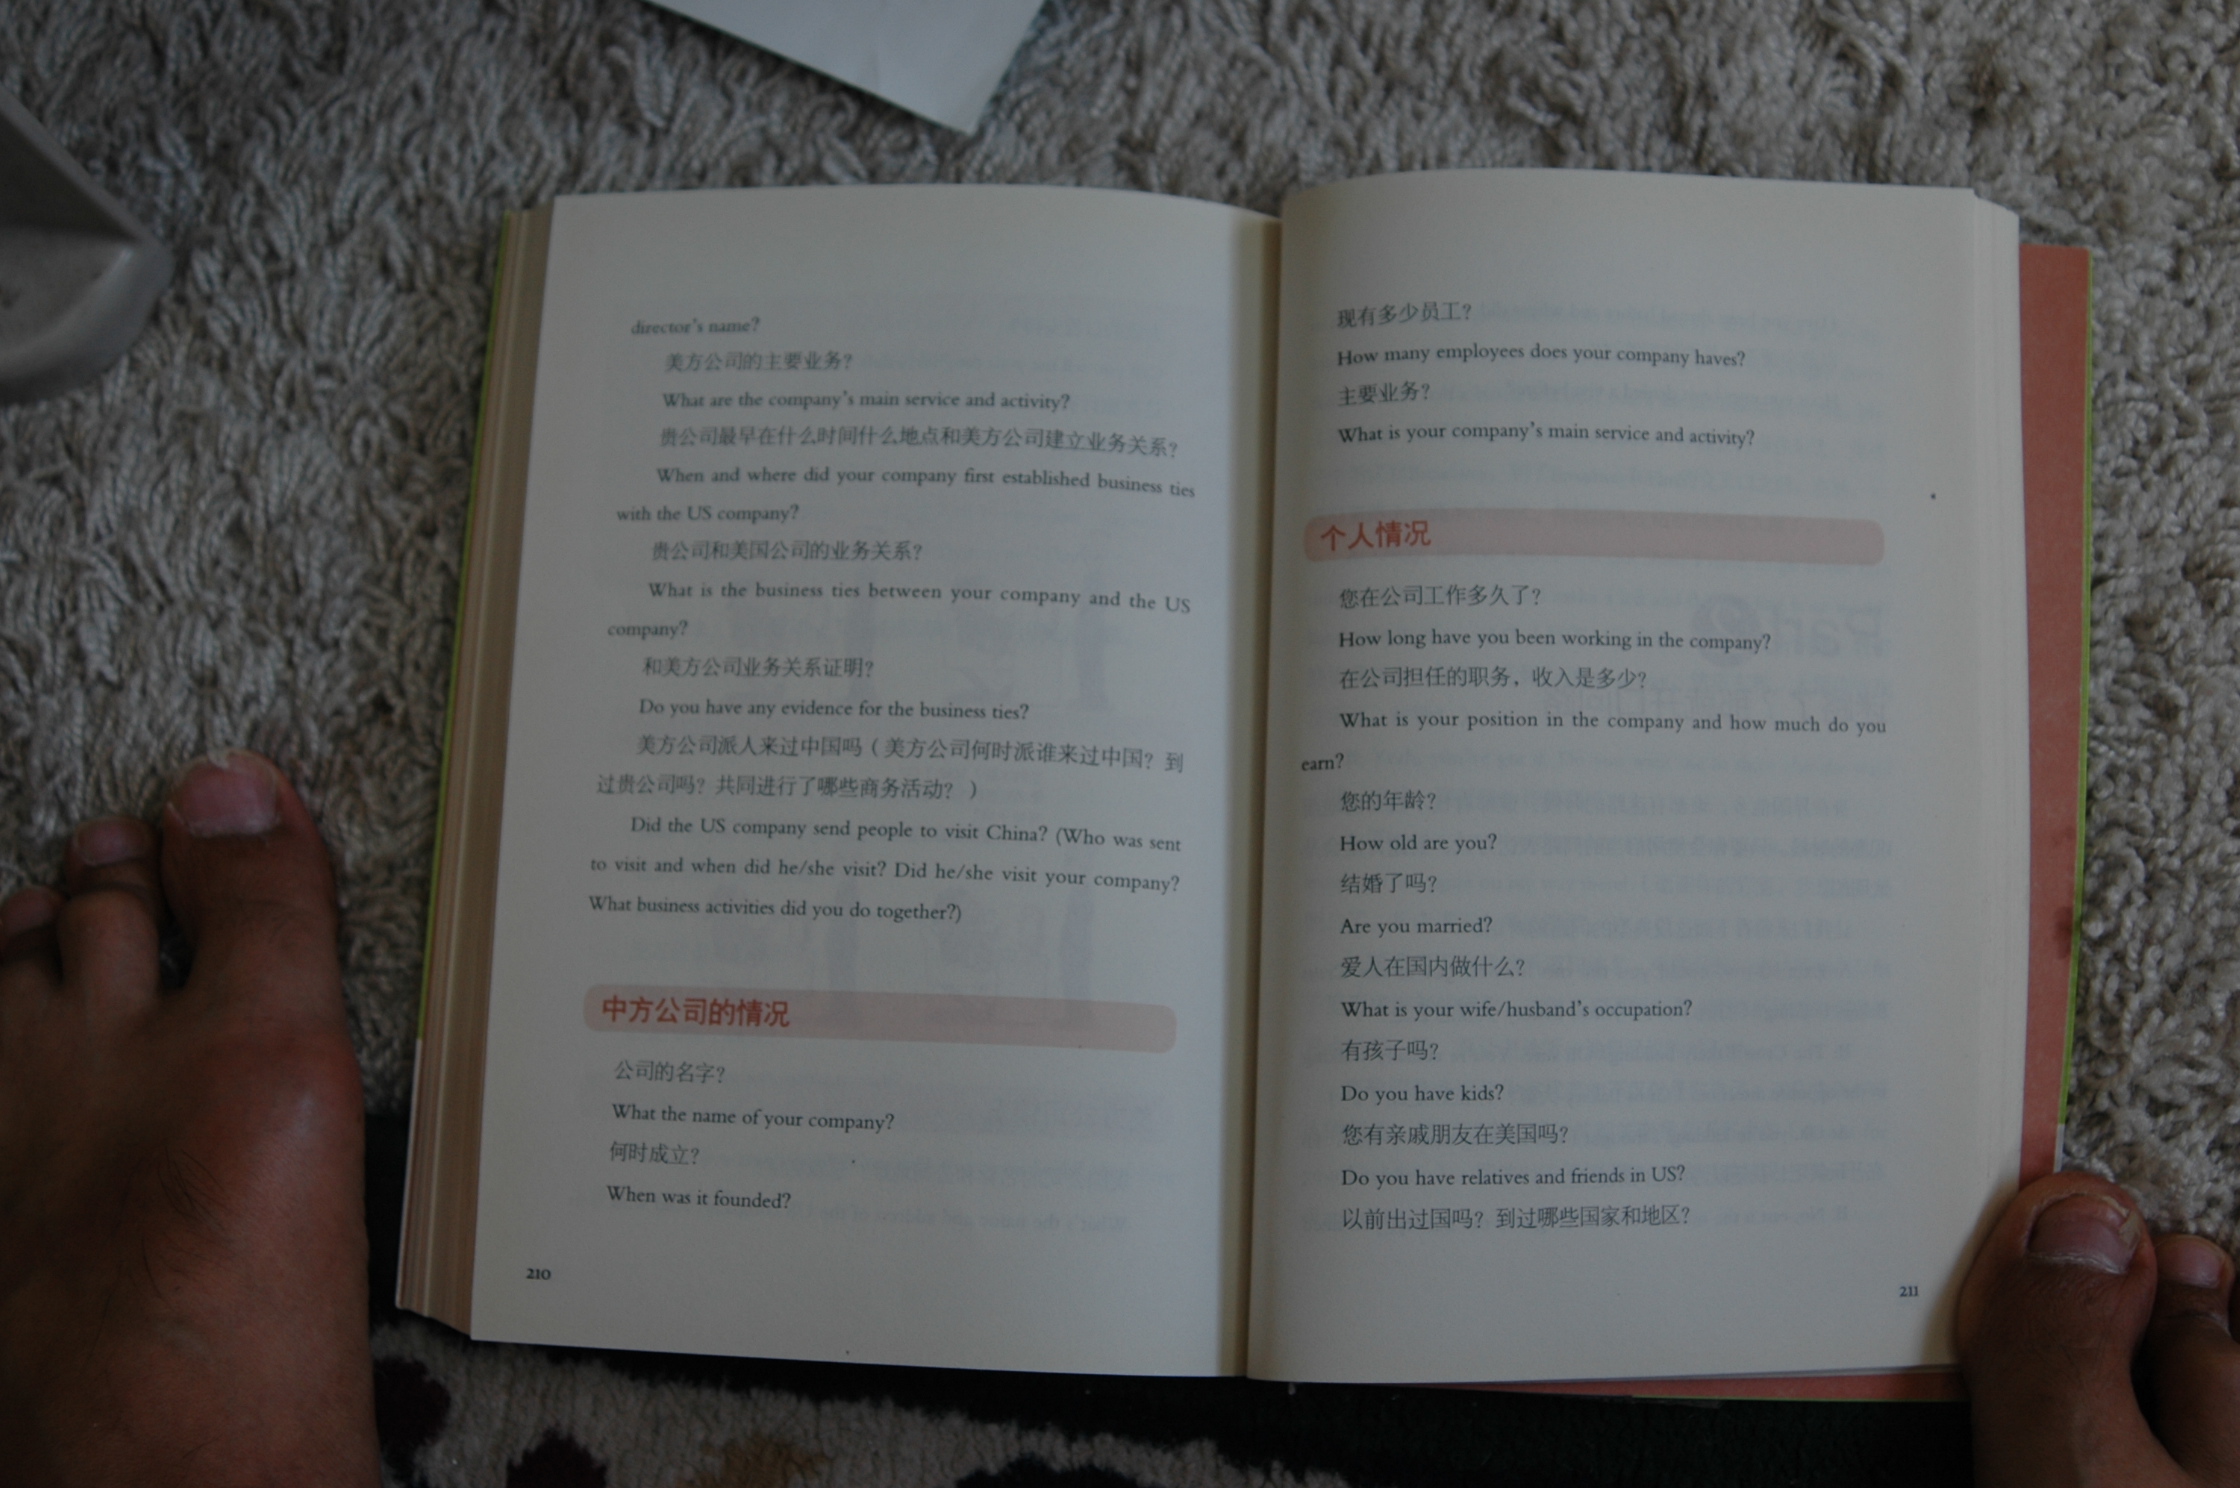 director's name?
美方公司的主要业务?
What are the company's main service and activity?
贵公司最早在什么时间什么地点和美方公司建立业务关系?
When and where did your company first established business ties
with the US company?
贵公司和美国公司的业务关系?
What is the business ties between your company and the US
company?
和美方公司业务关系证明?
Do you have any evidence for the business ties?
美方公司派人来过中国吗（美方公司何时派谁来过中国? 到
过贵公司吗? 共同进行了哪些商务活动? ）
Did the US company send people to visit China? (Who was sent
to visit and when did he/she visit? Did he/she visit your company?
What business activities did you do together?)
中方公司的情况
公司的名字?
What the name of your company?
何时成立?
When was it founded?
210
现有多少员工?
How many employees does your company haves?
主要业务?
What is your company's main service and activity?
个人情况
您在公司工作多久了?
How long have you been working in the company?
在公司担任的职务，收入是多少?
What is your position in the company and how much do you
earn?
您的年龄?
How old are you?
结婚了吗?
Are you married?
爱人在国内做什么?
What is your wife/husband's occupation?
有孩子吗?
Do you have kids?
您有亲戚朋友在美国吗?
Do you have relatives and friends in US?
以前出过国吗? 到过哪些国家和地区?
211